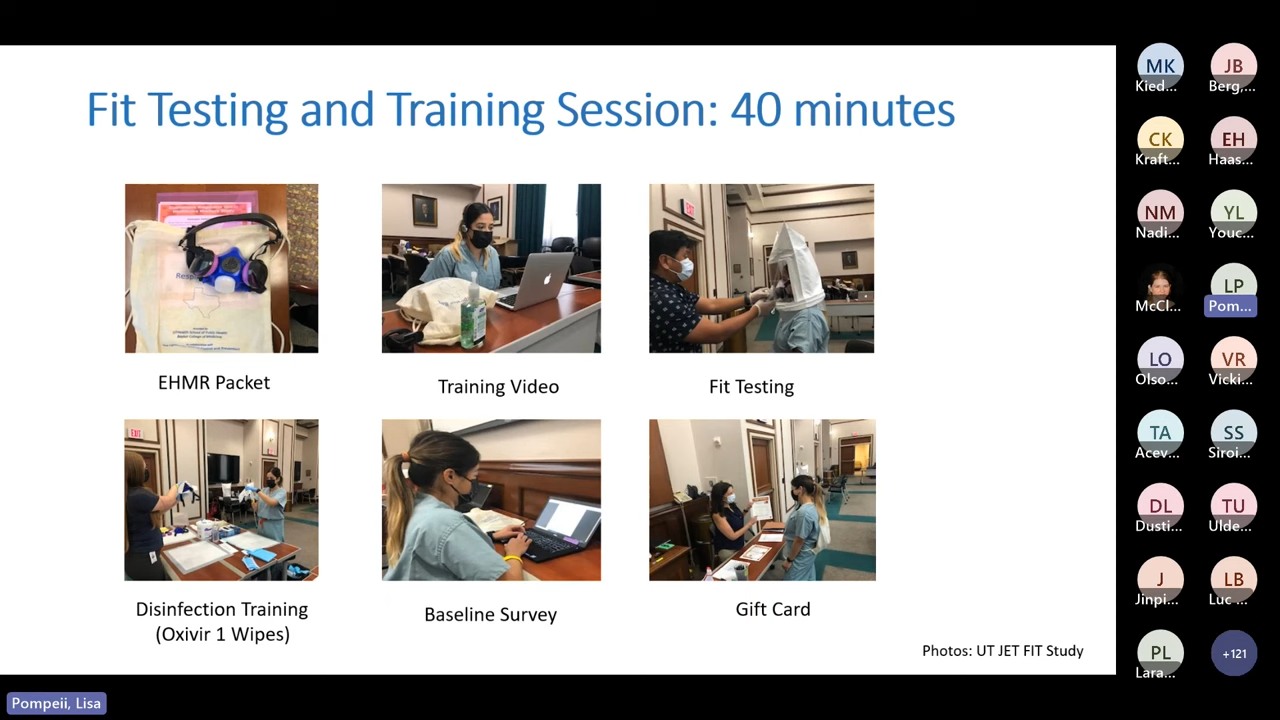 Fit Testing and Training Session: 40 minutes
EHMR Packet
Training Video
Fit Testing
EXIT
EXIT
Disinfection Training
(Oxivir 1 Wipes)
Baseline Survey
Gift Card
Photos: UT JET FIT Study
Pompeii, Lisa
MK
Kied...
JB
Berg,...
CK
Kraft...
EH
Haas...
NM
Nadi...
YL
Youc...
McCl...
LP
Pom...
LO
Olso...
VR
Vicki...
TA
Acev...
SS
Siroi...
DL
Dusti...
TU
Ulde...
J
Jinpi...
LB
Luc ...
PL
Lara...
+121